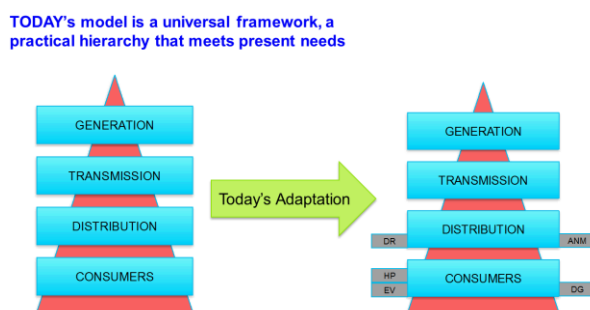 TODAY's model is a universal framework, a
practical hierarchy that meets present needs
GENERATION
TRANSMISSION
DISTRIBUTION
CONSUMERS
Today's Adaptation
GENERATION
TRANSMISSION
DR
DISTRIBUTION
ANM
HP
EV
CONSUMERS
DG